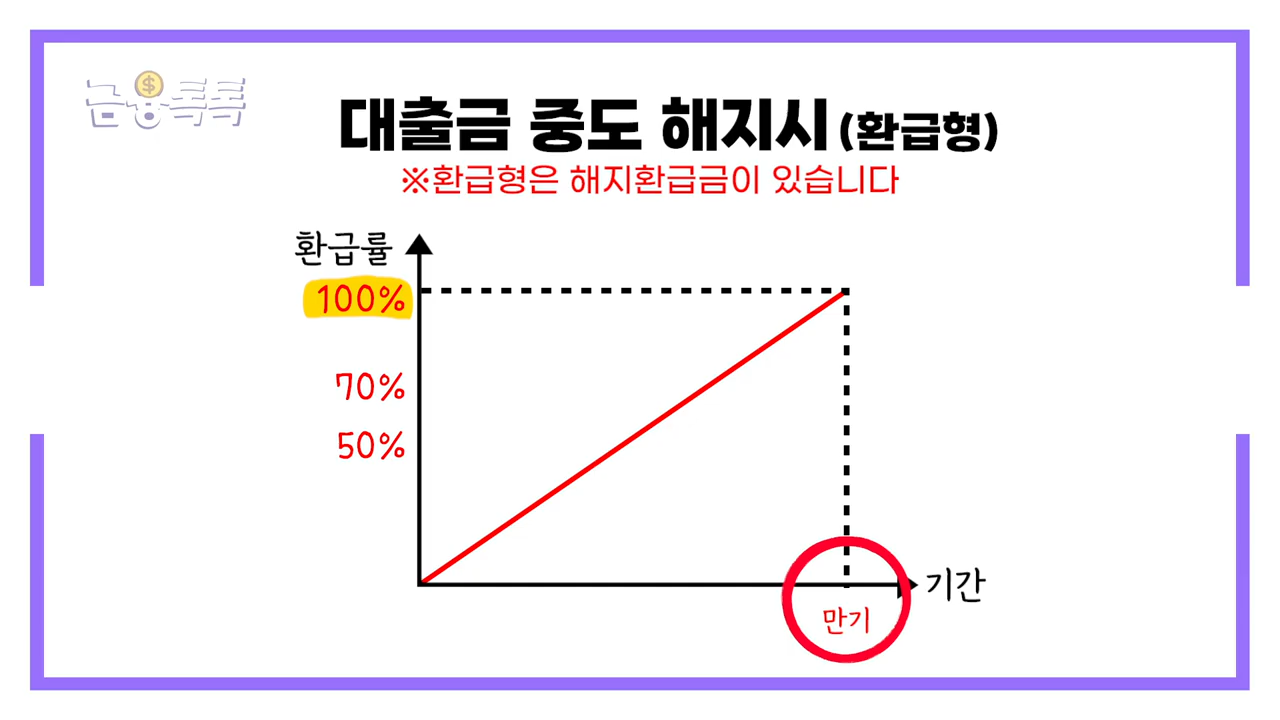 금융톡톡
대출금 중도 해지시 (환급형)
※환급형은 해지환급금이 있습니다
환급률
100%
70%
50%
기간
만기